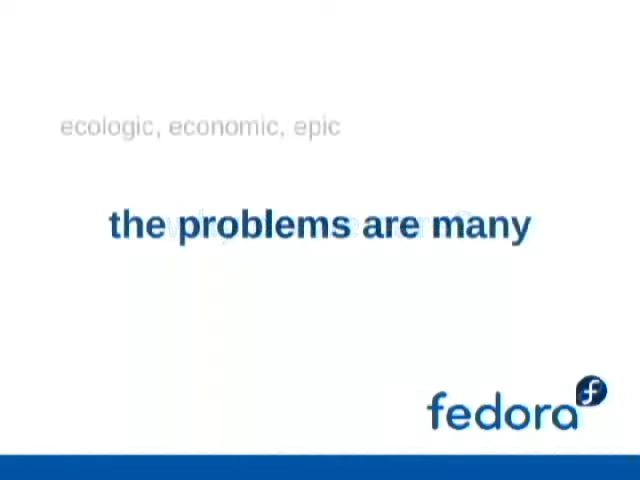 ecologic, economic, epic
the problems are many
fedora